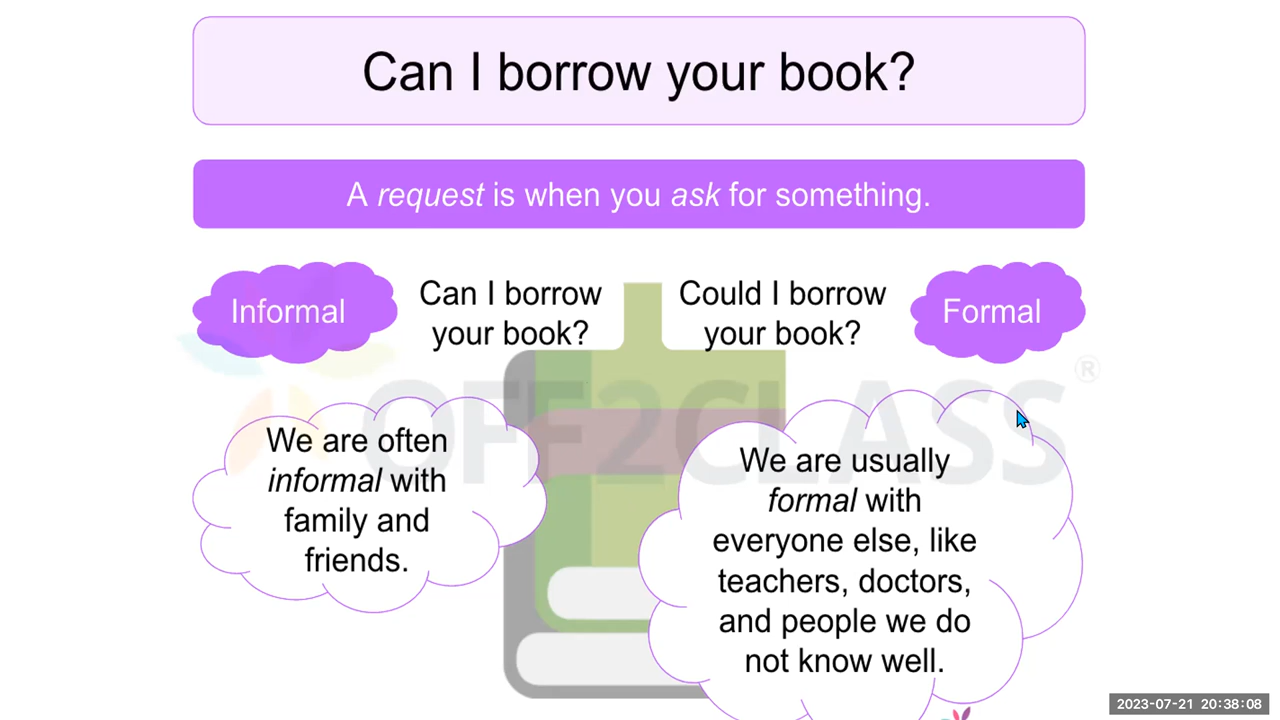 Can I borrow your book?
A request is when you ask for something.
Informal
Can I borrow
your book?
Could I borrow
your book?
Formal
OFF2CLASS®
We are often
informal with
family and
friends.
We are usually
formal with
everyone else, like
teachers, doctors,
and people we do
not know well.
2023-07-21 20:38:08